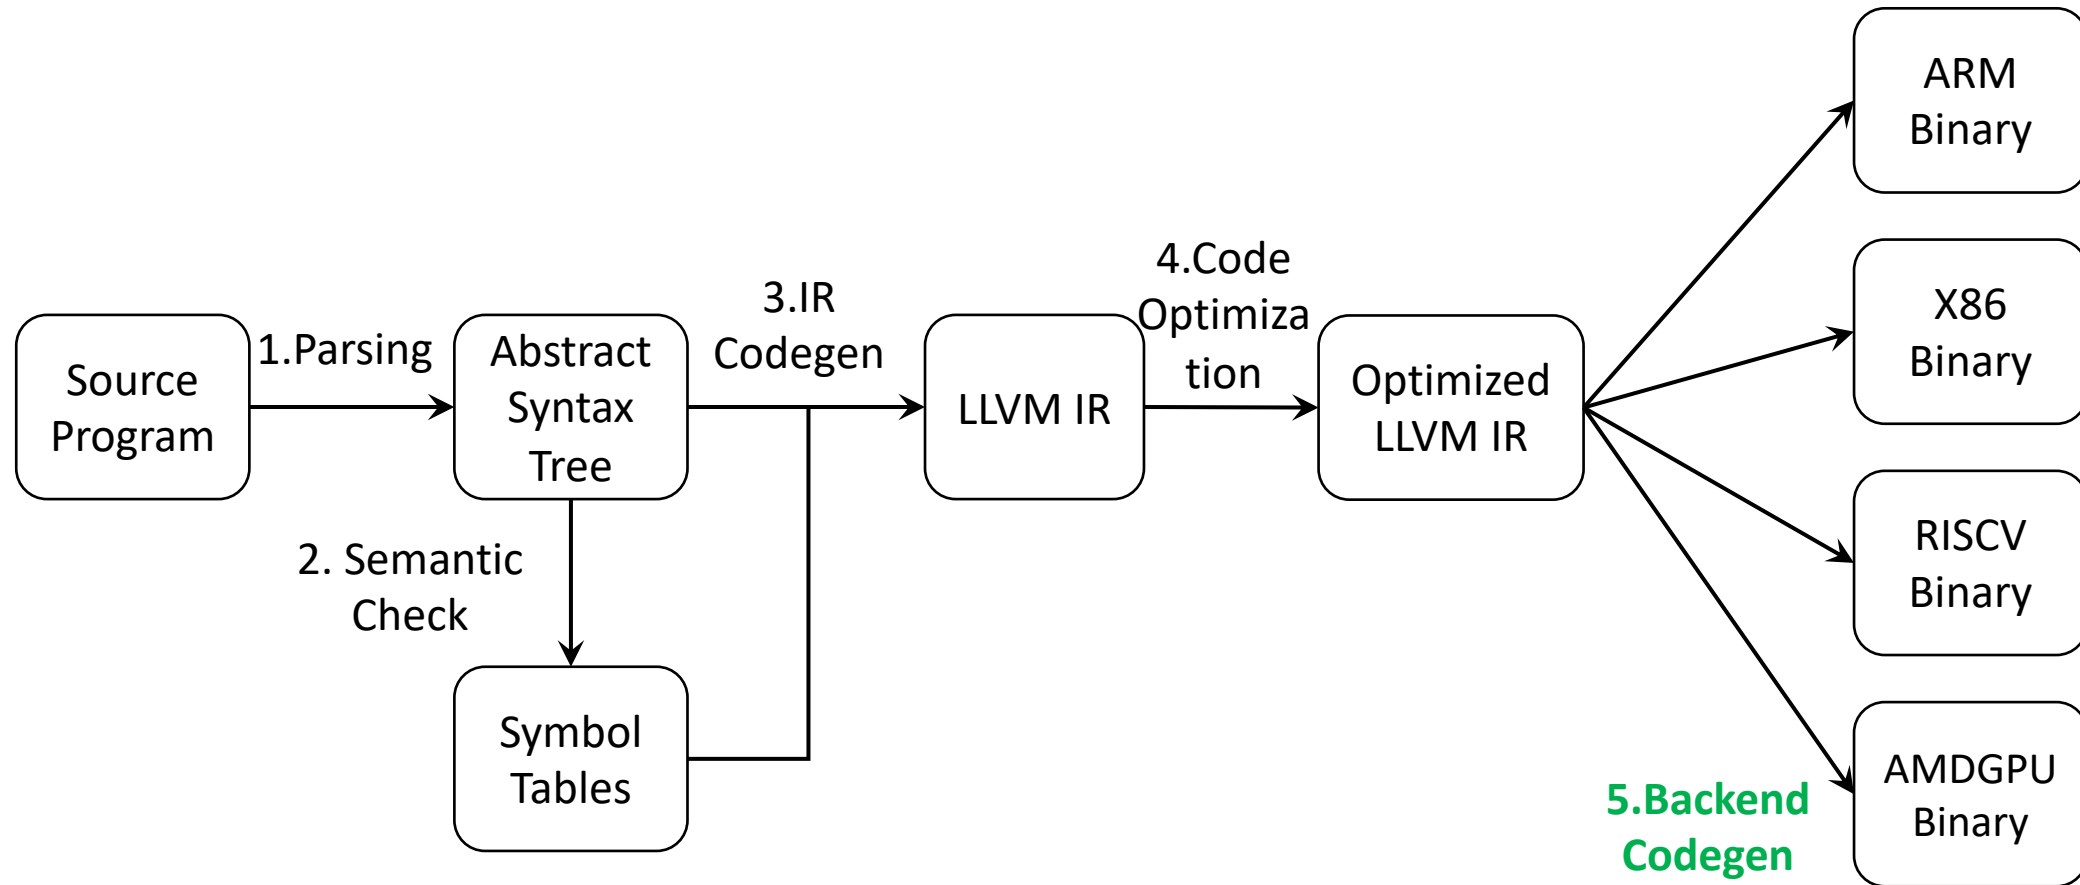 Source
Program
1.Parsing
Abstract
Syntax
Tree
2. Semantic
Check
Symbol
Tables
3.IR
Codegen
LLVM IR
4.Code
Optimiza
tion
Optimized
LLVM IR
ARM
Binary
X86
Binary
RISCV
Binary
AMDGPU
Binary
5.Backend
Codegen